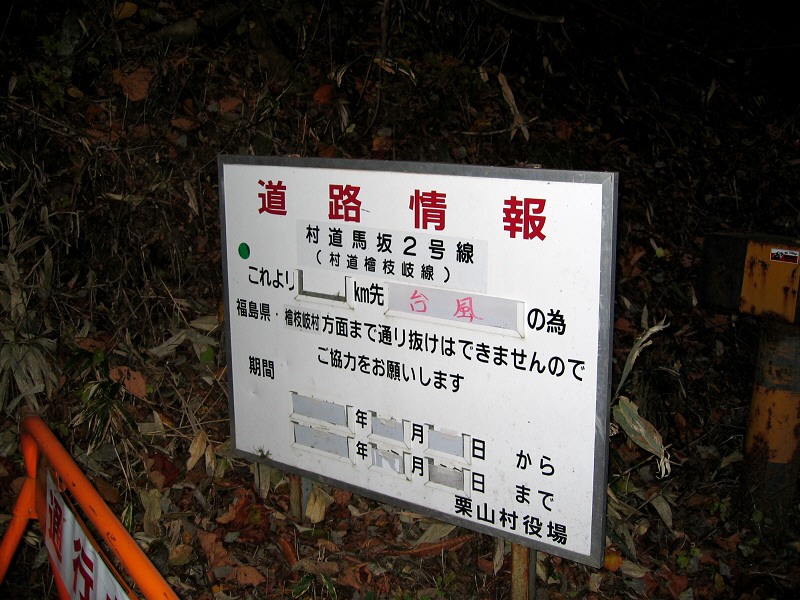 道路情報
村道馬坂2号線
(村道檜枝岐線)
これより km先 台風 の為
福島県・檜枝岐村方面まで通り抜けはできませんので
ご協力をお願いします
期間
年 月 日 から
年 月 日 まで
栗山村役場
通行